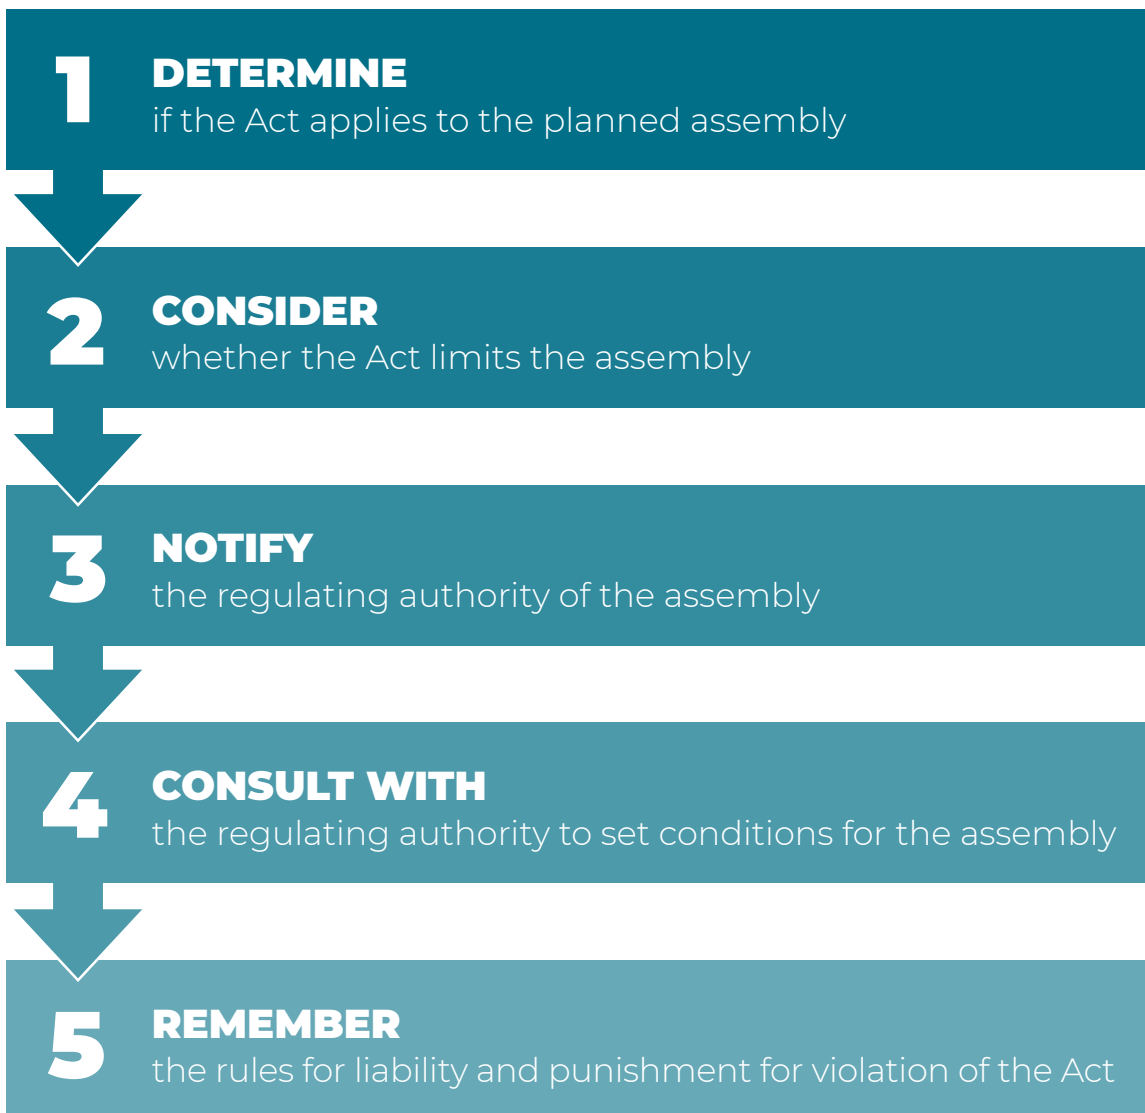 1
DETERMINE
if the Act applies to the planned assembly
2
CONSIDER
whether the Act limits the assembly
3
NOTIFY
the regulating authority of the assembly
4
CONSULT WITH
the regulating authority to set conditions for the assembly
5
REMEMBER
the rules for liability and punishment for violation of the Act